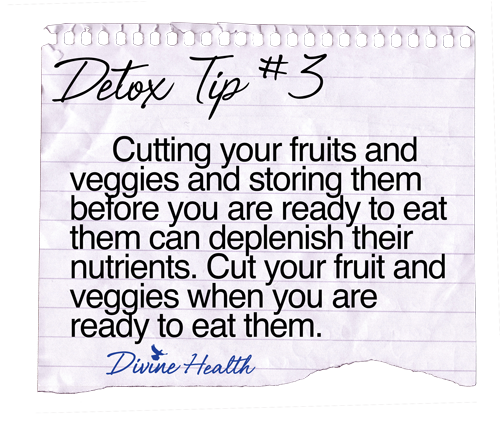 Detox Tip #3
Cutting your fruits and
veggies and storing them
before you are ready to eat
them can deplenish their
nutrients. Cut your fruit and
veggies when you are
ready to eat them.
Divine Health